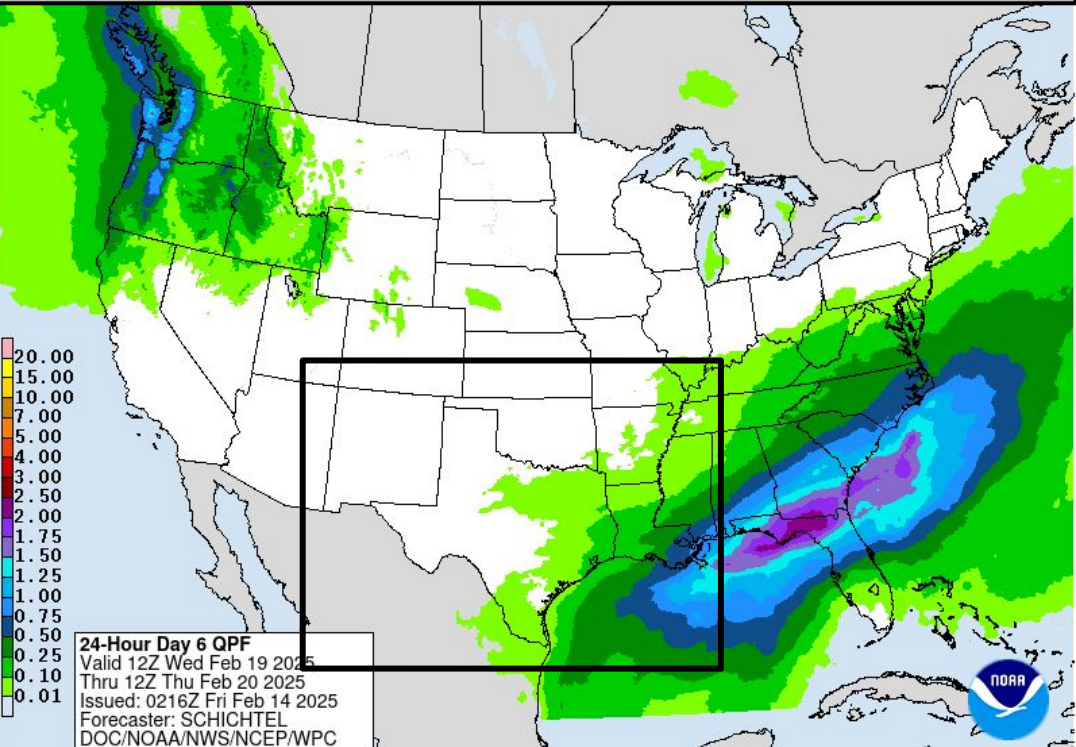 20.00
15.00
10.00
7.00
5.00
4.00
3.00
2.50
2.00
1.75
1.50
1.25
1.00
0.75
0.50
0.25
0.10
0.01
24-Hour Day 6 QPF
Valid 12Z Wed Feb 19 2025
Thru 12Z Thu Feb 20 2025
Issued: 0216Z Fri Feb 14 2025
Forecaster: SCHICHTEL
DOC/NOAA/NWS/NCEP/WPC
NOAA